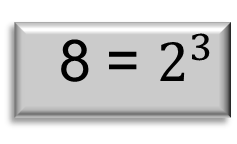 8 = 2³